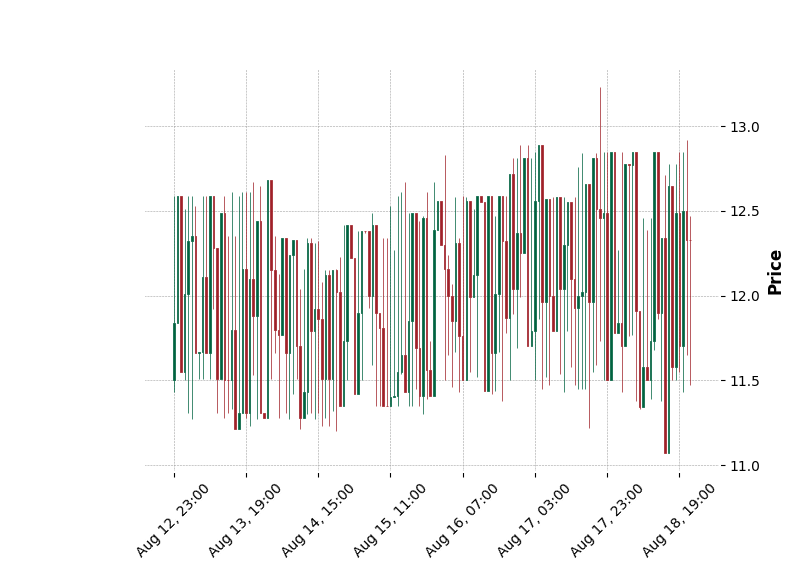 13.0
12.5
12.0
11.5
11.0
Price
Aug 12, 23:00
Aug 13, 19:00
Aug 14, 15:00
Aug 15, 11:00
Aug 16, 07:00
Aug 17, 03:00
Aug 17, 23:00
Aug 18, 19:00